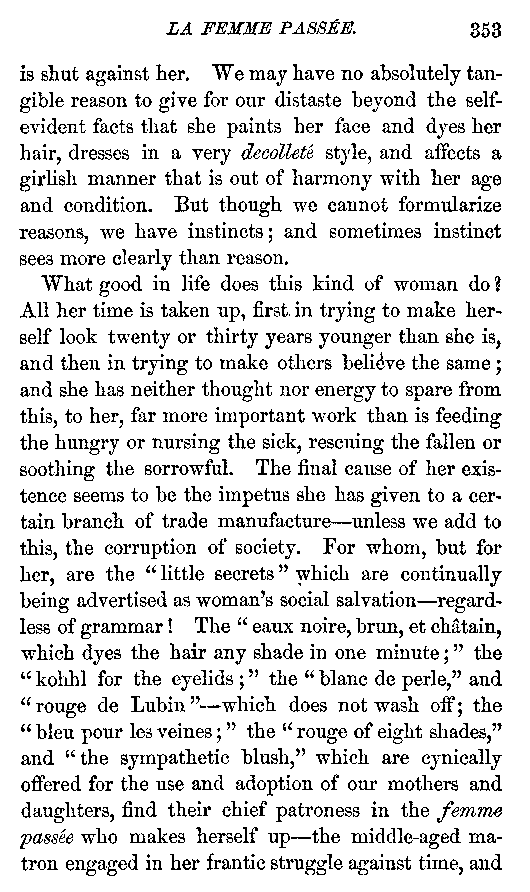 LA FEMME PASSÉE. 353
is shut against her. We may have no absolutely tan-
gible reason to give for our distaste beyond the self-
evident facts that she paints her face and dyes her
hair, dresses in a very decolleté style, and affects a
girlish manner that is out of harmony with her age
and condition. But though we cannot formularize
reasons, we have instincts; and sometimes instinct
sees more clearly than reason.
What good in life does this kind of woman do?
All her time is taken up, first in trying to make her-
self look twenty or thirty years younger than she is,
and then in trying to make others believe the same;
and she has neither thought nor energy to spare from
this, to her, far more important work than is feeding
the hungry or nursing the sick, rescuing the fallen or
soothing the sorrowful. The final cause of her exis-
tence seems to be the impetus she has given to a cer-
tain branch of trade manufacture—unless we add to
this, the corruption of society. For whom, but for
her, are the "little secrets" which are continually
being advertised as woman's social salvation—regard-
less of grammar! The "eaux noire, brun, et châtain,
which dyes the hair any shade in one minute;" the
"kohhl for the eyelids;" the "blanc de perle," and
"rouge de Lubin"—which does not wash off; the
"bleu pour les veines;" the "rouge of eight shades,"
and "the sympathetic blush," which are cynically
offered for the use and adoption of our mothers and
daughters, find their chief patroness in the femme
passée who makes herself up—the middle-aged ma-
tron engaged in her frantic struggle against time, and